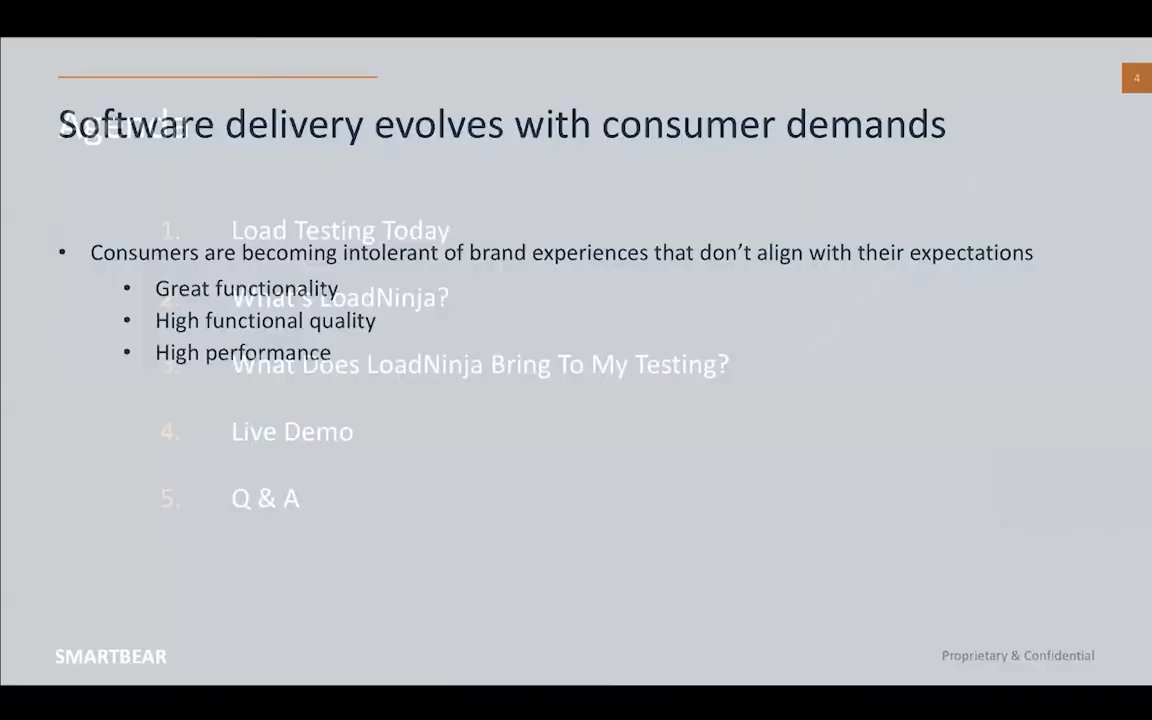 4
Agenda
Software delivery evolves with consumer demands
1. Load Testing Today
• Consumers are becoming intolerant of brand experiences that don't align with their expectations
• Great functionality
2. What's LoadNinja?
• High functional quality
• High performance
3. What Does LoadNinja Bring To My Testing?
4. Live Demo
5. Q & A
SMARTBEAR
Proprietary & Confidential